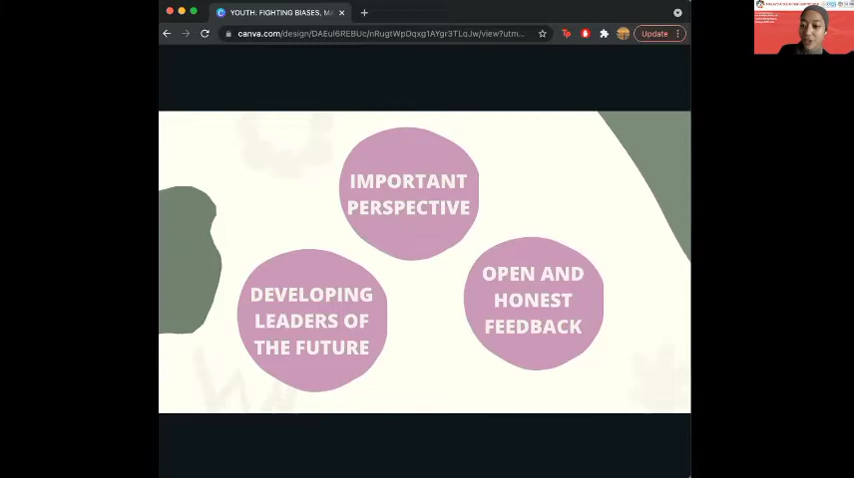 YOUTH: FIGHTING BIASES, MA
canva.com/design/DAEul6REBUc/nRugtWpOqxg1AYgr3TLqJw/view?utm...
Update
IMPORTANT
PERSPECTIVE
OPEN AND
HONEST
FEEDBACK
DEVELOPING
LEADERS OF
THE FUTURE